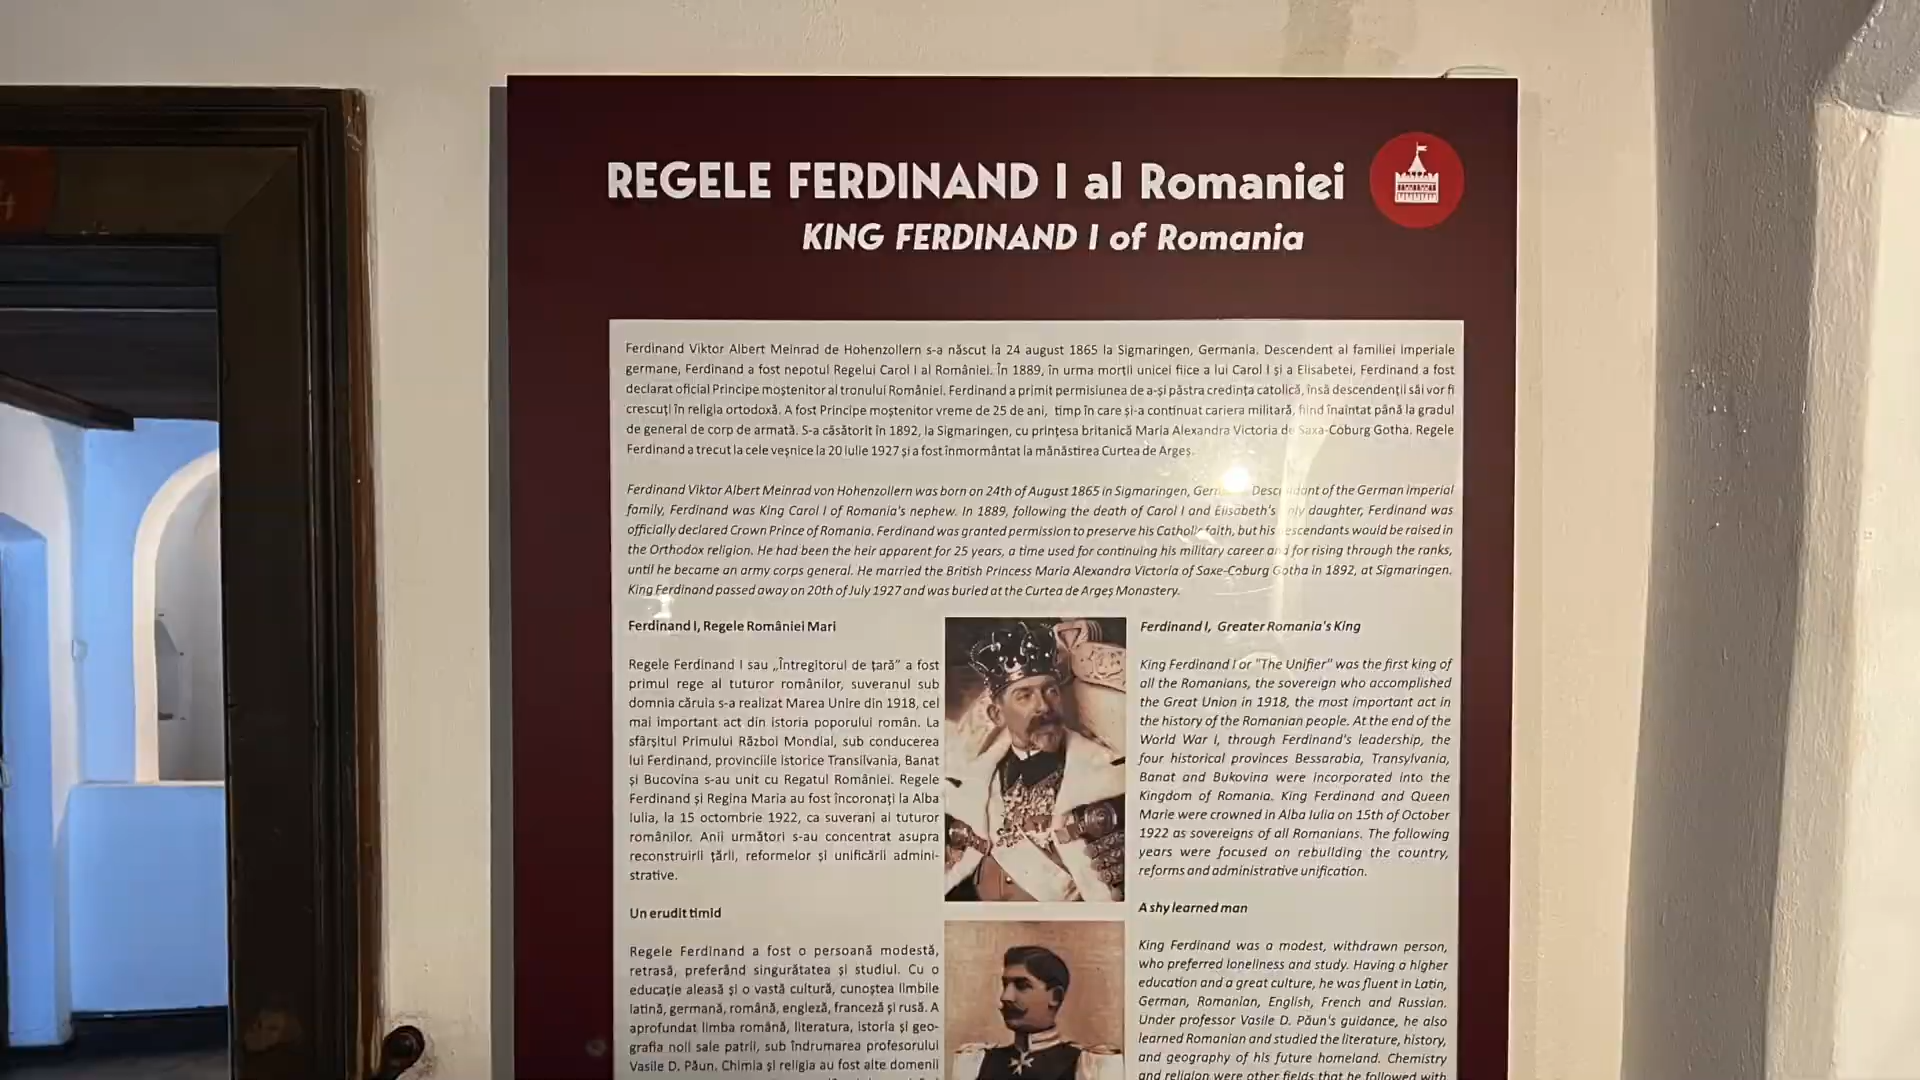 REGELE FERDINAND I al Romaniei
KING FERDINAND I of Romania
Ferdinand Viktor Albert Meinrad de Hohenzollern s-a născut la 24 august 1865 la Sigmaringen, Germania. Descendent al familiei imperiale
germane, Ferdinand a fost nepotul Regelui Carol I al României. În 1889, în urma morții unicei fiice a lui Carol I și a Elisabetei, Ferdinand a fost
declarat oficial Principe moștenitor al tronului României. Ferdinand a primit permisiunea de a-și păstra credința catolică, însă descendenții săi vor fi
crescuți în religia ortodoxă. A fost Principe moștenitor vreme de 25 de ani, timp în care și-a continuat cariera militară, fiind înaintat până la gradul
de general de corp de armată. S-a căsătorit în 1892, la Sigmaringen, cu prințesa britanică Maria Alexandra Victoria de Saxa-Coburg Gotha. Regele
Ferdinand a trecut la cele veșnice la 20 iulie 1927 și a fost înmormântat la mănăstirea Curtea de Argeș.
Ferdinand Viktor Albert Meinrad von Hohenzollern was born on 24th of August 1865 in Sigmaringen, of the German imperial
family, Ferdinand was King Carol I of Romania's nephew. In 1889, following the death of Carol I and Elisabeth's only daughter, Ferdinand was
officially declared Crown Prince of Romania. Ferdinand was granted permission to preserve his Catholic faith, but his descendants would be raised in
the Orthodox religion. He had been the heir apparent for 25 years, a time used for continuing his military career and for rising through the ranks,
until he became an army corps general. He married the British Princess Maria Alexandra Victoria of Saxe-Coburg Gotha in 1892, at Sigmaringen.
King Ferdinand passed away on 20th of July 1927 and was buried at the Curtea de Argeș Monastery.
Ferdinand I, Regele României Mari
Regele Ferdinand I sau „Întregitorul de țară” a fost
primul rege al tuturor românilor, suveranul sub
domnia căruia s-a realizat Marea Unire din 1918, cel
mai important act din istoria poporului român. La
sfârșitul Primului Război Mondial, sub conducerea
lui Ferdinand, provinciile istorice Transilvania, Banat
și Bucovina s-au unit cu Regatul României. Regele
Ferdinand și Regina Maria au fost încoronați la Alba
Iulia, la 15 octombrie 1922, ca suverani ai tuturor
românilor. Anii următori s-au concentrat asupra
reconstruirii țării, reformelor și unificării admini-
strative.
Un erudit timid
Regele Ferdinand a fost o persoană modestă,
retrasă, preferând singurătatea și studiul. Cu o
educație aleasă și o vastă cultură, cunoștea limbile
latină, germană, română, engleză, franceză și rusă. A
aprofundat limba română, literatura, istoria și geo-
grafia noii sale patrii, sub îndrumarea profesorului
Vasile D. Păun. Chimia și religia au fost alte domenii
Ferdinand I, Greater Romania's King
King Ferdinand I or "The Unifier" was the first king of
all the Romanians, the sovereign who accomplished
the Great Union in 1918, the most important act in
the history of the Romanian people. At the end of the
World War I, through Ferdinand's leadership, the
four historical provinces Bessarabia, Transylvania,
Banat and Bukovina were incorporated into the
Kingdom of Romania. King Ferdinand and Queen
Marie were crowned in Alba Iulia on 15th of October
1922 as sovereigns of all Romanians. The following
years were focused on rebuilding the country,
reforms and administrative unification.
A shy learned man
King Ferdinand was a modest, withdrawn person,
who preferred loneliness and study. Having a higher
education and a great culture, he was fluent in Latin,
German, Romanian, English, French and Russian.
Under professor Vasile D. Păun's guidance, he also
learned Romanian and studied the literature, history,
and geography of his future homeland. Chemistry
and religion were other fields that he followed with